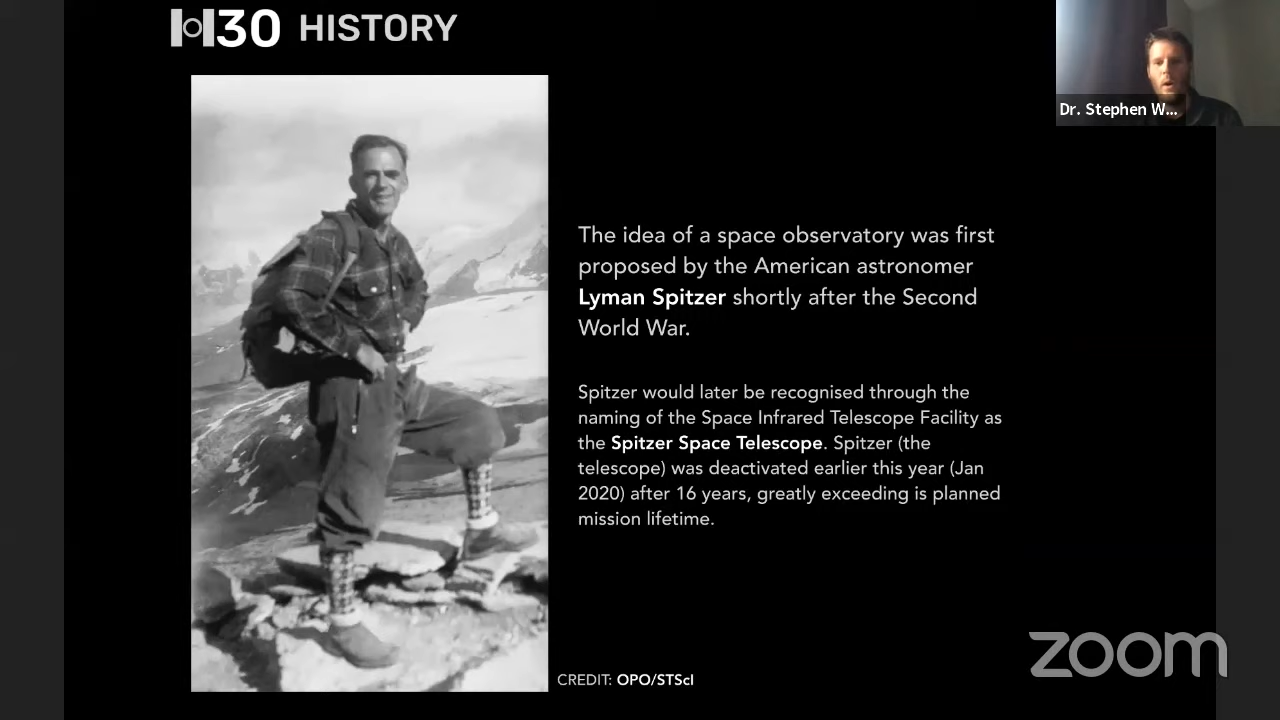 H30 HISTORY
Dr. Stephen W...
The idea of a space observatory was first
proposed by the American astronomer
Lyman Spitzer shortly after the Second
World War.
Spitzer would later be recognised through the
naming of the Space Infrared Telescope Facility as
the Spitzer Space Telescope. Spitzer (the
telescope) was deactivated earlier this year (Jan
2020) after 16 years, greatly exceeding is planned
mission lifetime.
CREDIT: OPO/STScI
zoom